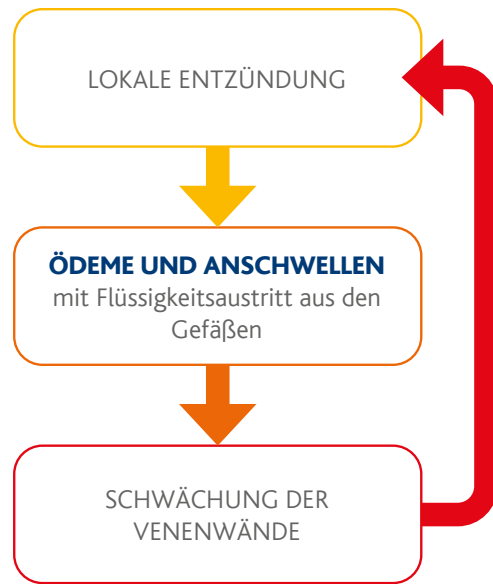 LOKALE ENTZÜNDUNG
ÖDEME UND ANSCHWELLEN
mit Flüssigkeitsaustritt aus den
Gefäßen
SCHWÄCHUNG DER
VENENWÄNDE